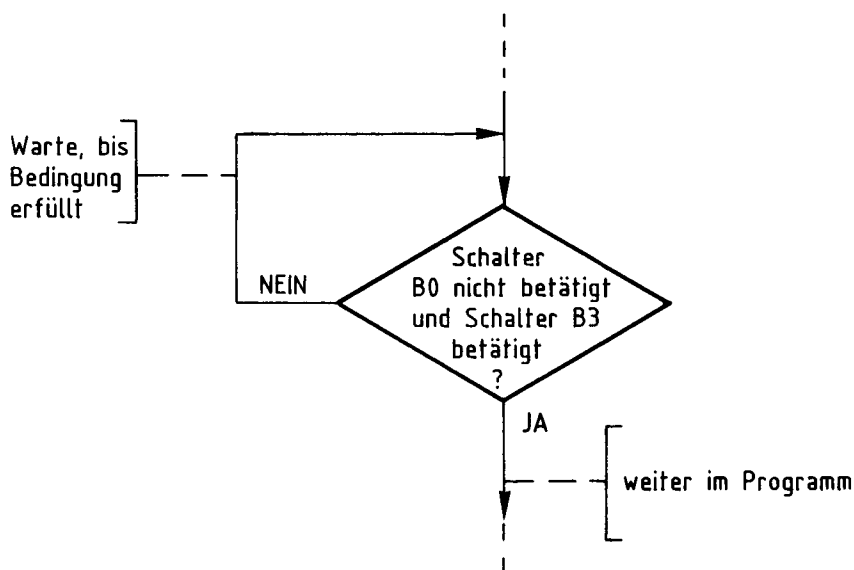 Warte, bis
Bedingung
erfüllt
NEIN
Schalter
B0 nicht betätigt
und Schalter B3
betätigt
?
JA
weiter im Programm